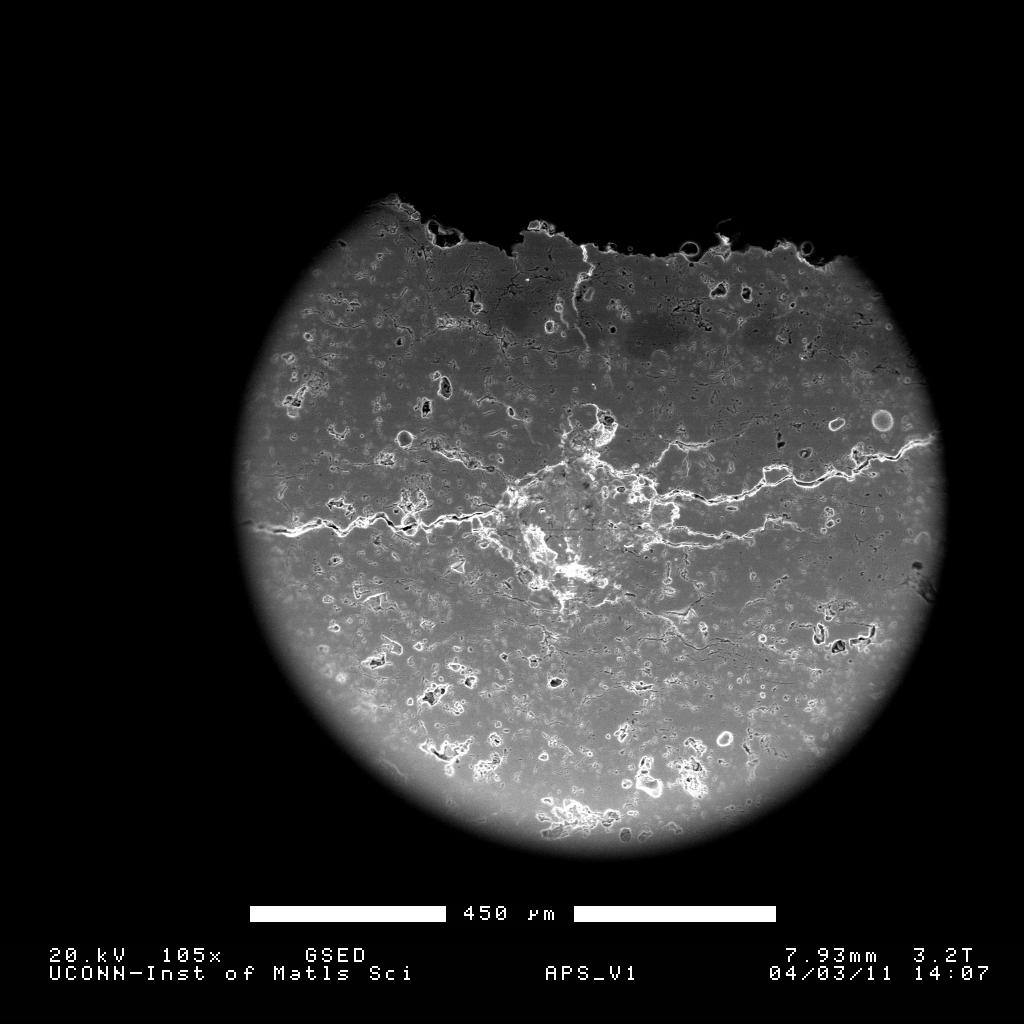 450 µm
20.kV 105x GSED 7.93mm 3.2T
UCONN-Inst of Matls Sci APS_V1 04/03/11 14:07